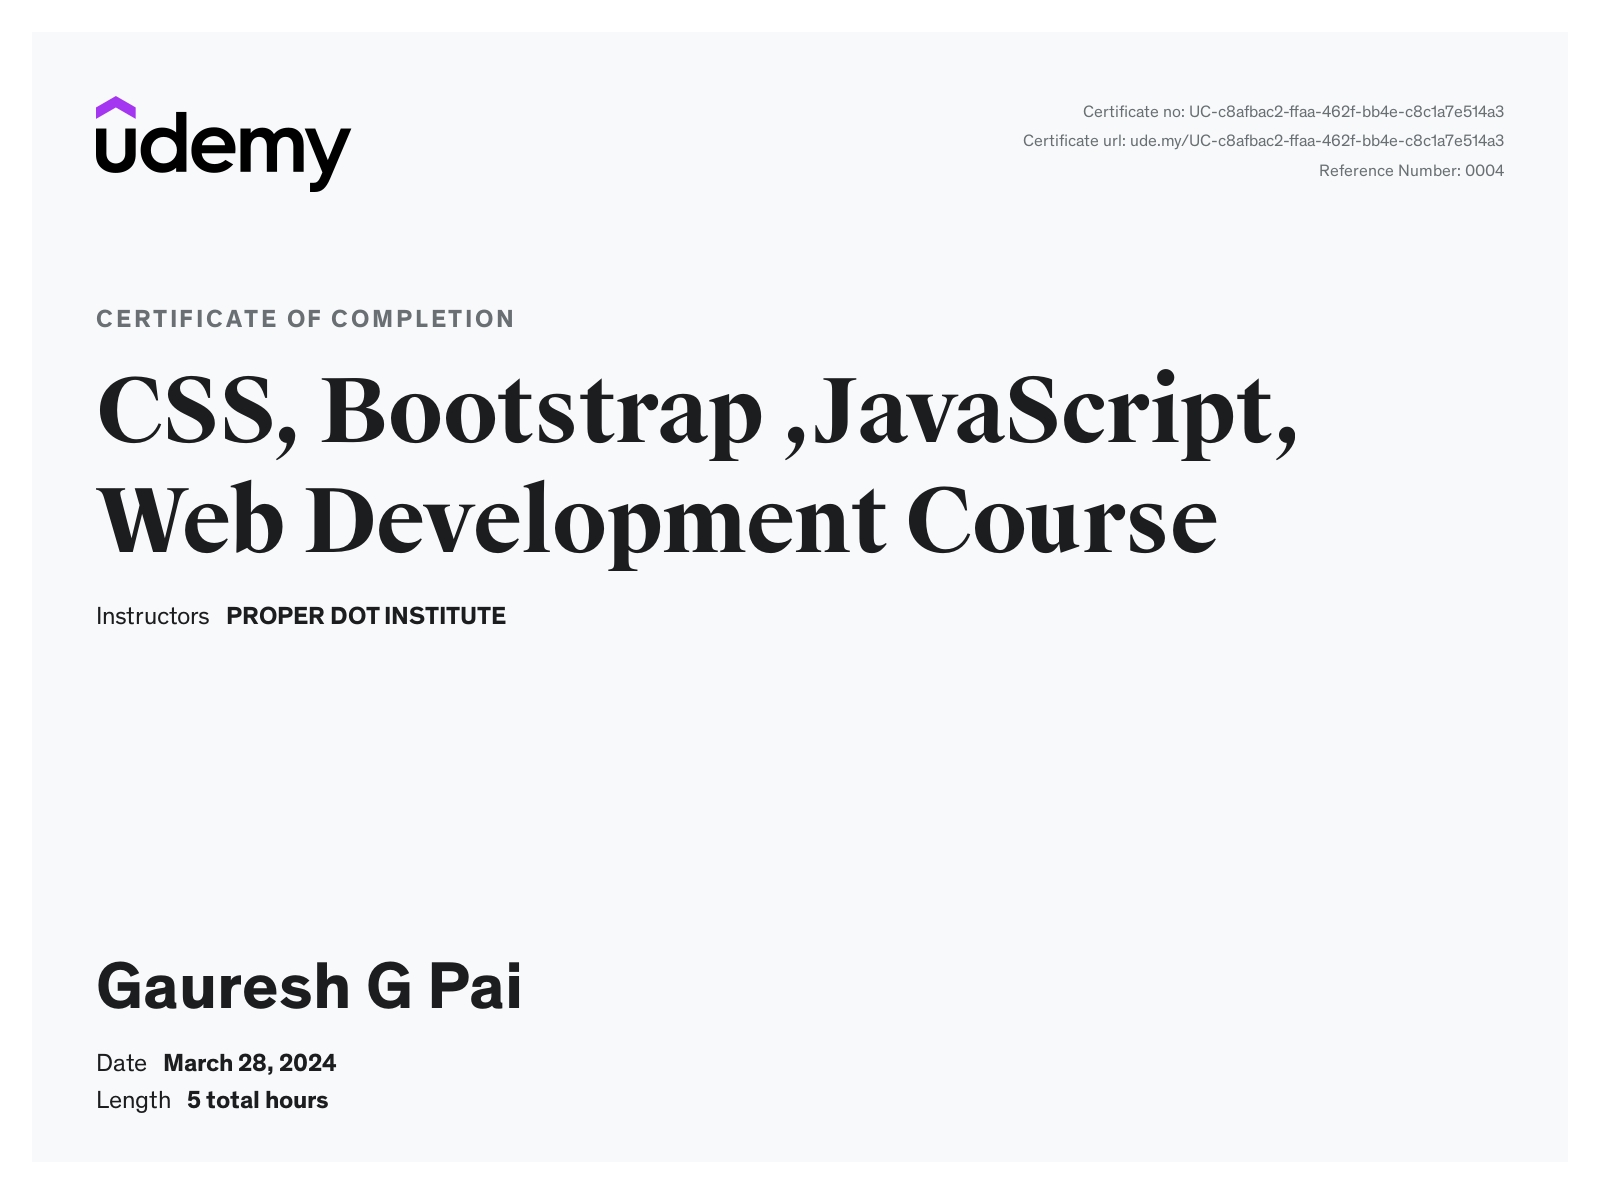 udemy
Certificate no: UC-c8afbac2-ffaa-462f-bb4e-c8c1a7e514a3
Certificate url: ude.my/UC-c8afbac2-ffaa-462f-bb4e-c8c1a7e514a3
Reference Number: 0004
CERTIFICATE OF COMPLETION
CSS, Bootstrap ,JavaScript,
Web Development Course
Instructors PROPER DOT INSTITUTE
Gauresh G Pai
Date March 28, 2024
Length 5 total hours